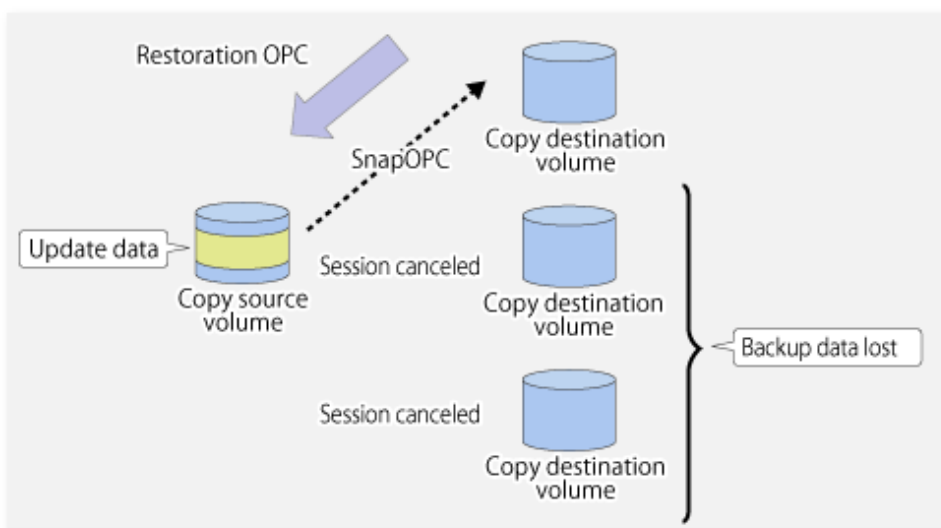 Restoration OPC
Copy destination
volume
SnapOPC
Update data
Copy source
volume
Session canceled
Copy destination
volume
Backup data lost
Session canceled
Copy destination
volume